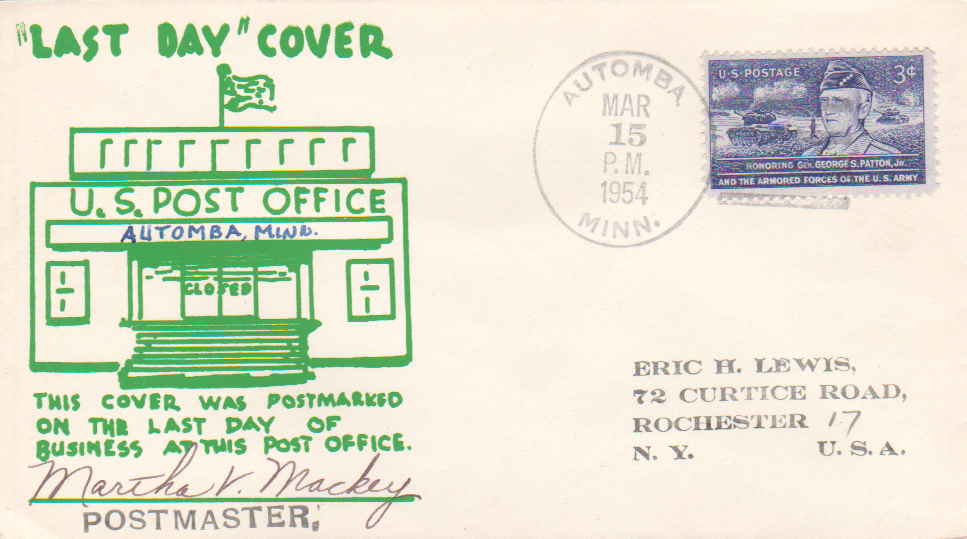 "LAST DAY" COVER
U.S. POST OFFICE
AUTOMBA, MINN.
CLOSED
THIS COVER WAS POSTMARKED
ON THE LAST DAY OF
BUSINESS AT THIS POST OFFICE.
Martha V. Mackey
POSTMASTER,
AUTOMBA,
MAR
15
P.M.
1954
MINN.
U.S. POSTAGE 3¢
HONORING GEN. GEORGE S. PATTON, JR.
AND THE ARMORED FORCES OF THE U.S. ARMY
ERIC H. LEWIS,
72 CURTICE ROAD,
ROCHESTER 17
N. Y. U. S. A.